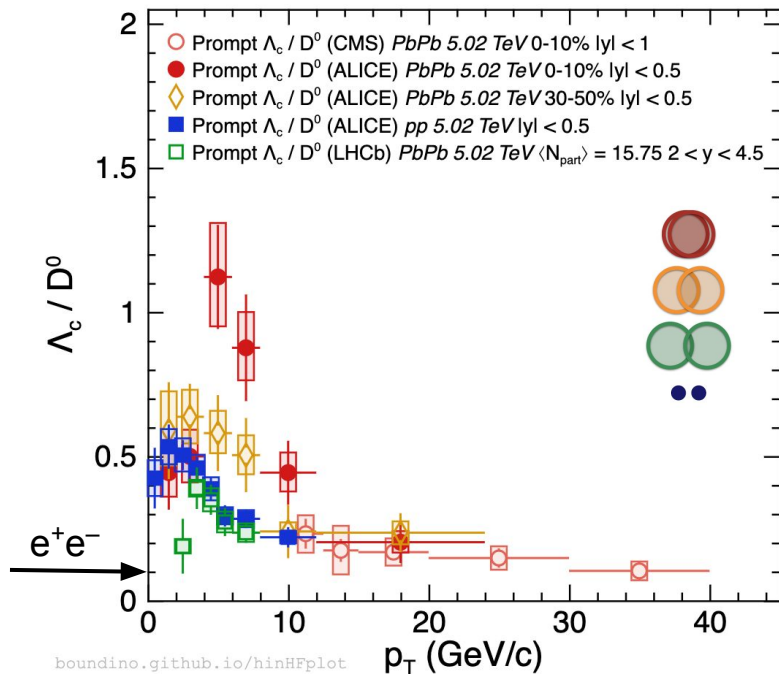 2
Prompt Λc / D⁰ (CMS) PbPb 5.02 TeV 0-10% |y| < 1
Prompt Λc / D⁰ (ALICE) PbPb 5.02 TeV 0-10% |y| < 0.5
Prompt Λc / D⁰ (ALICE) PbPb 5.02 TeV 30-50% |y| < 0.5
Prompt Λc / D⁰ (ALICE) pp 5.02 TeV |y| < 0.5
Prompt Λc / D⁰ (LHCb) PbPb 5.02 TeV ⟨Npart⟩ = 15.75 2 < y < 4.5
1.5
Λc / D⁰
1
0.5
e⁺e⁻
0
0 10 20 30 40
pT (GeV/c)
boundino.github.io/hinHFplot